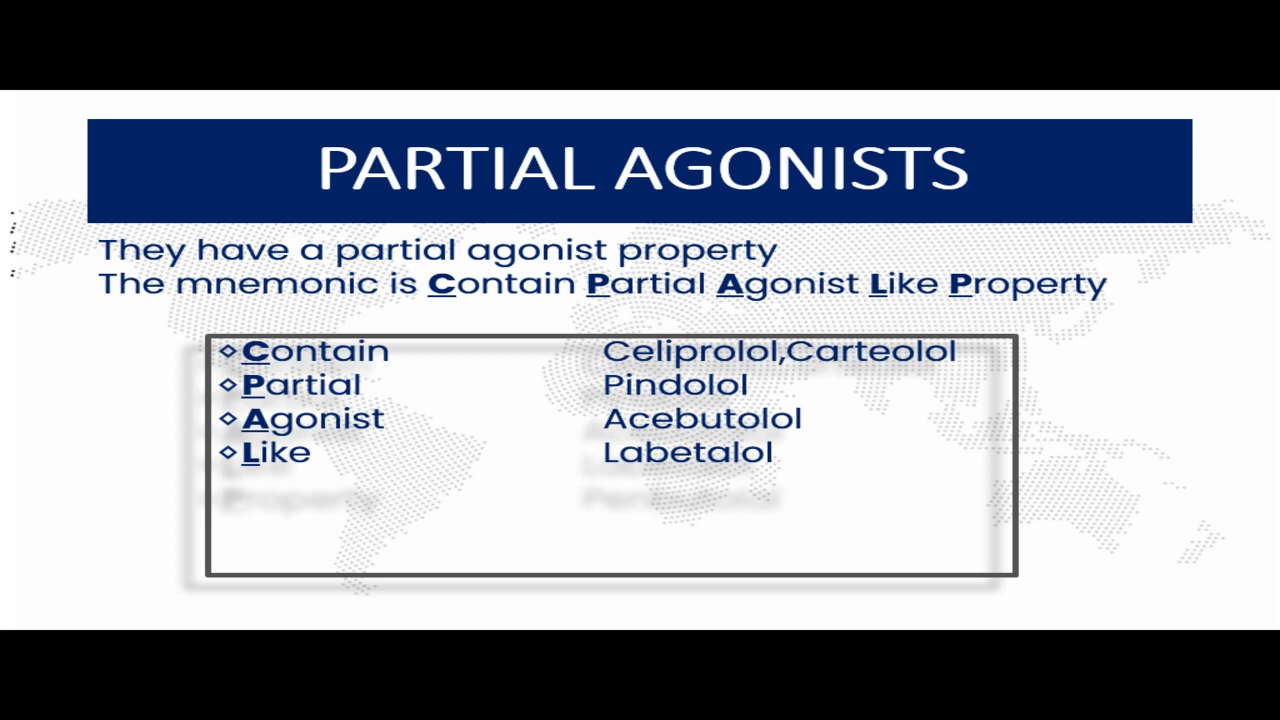 PARTIAL AGONISTS
They have a partial agonist property
The mnemonic is Contain Partial Agonist Like Property
◇Contain Celiprolol,Carteolol
◇Partial Pindolol
◇Agonist Acebutolol
◇Like Labetalol
Property